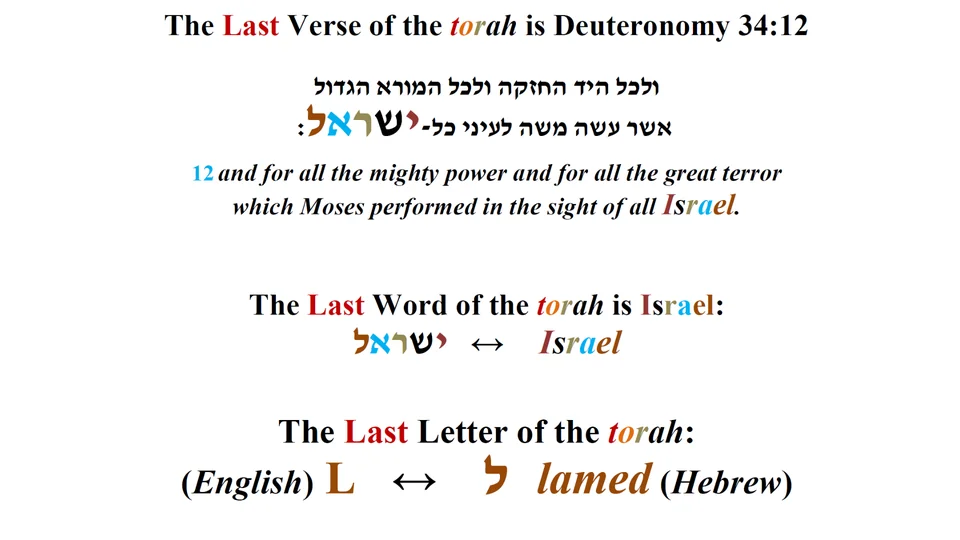 The Last Verse of the torah is Deuteronomy 34:12
ולכל היד החזקה ולכל המורא הגדול
אשר עשה משה לעיני כל-ישראל:
12 and for all the mighty power and for all the great terror
which Moses performed in the sight of all Israel.
The Last Word of the torah is Israel:
ישראל ↔ Israel
The Last Letter of the torah:
(English) L ↔ ל lamed (Hebrew)